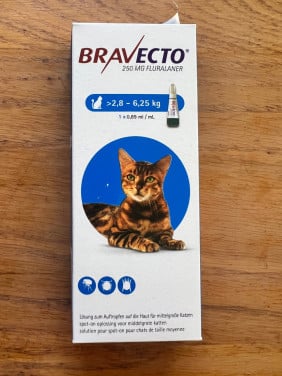 BRAVECTO®
250 MG FLURALANER
>2,8 – 6,25 kg
1 x 0,89 ml / mL
Lösung zum Auftropfen auf die Haut für mittelgroße Katzen
spot-on oplossing voor middelgrote katten
solution pour spot-on pour chats de taille moyenne